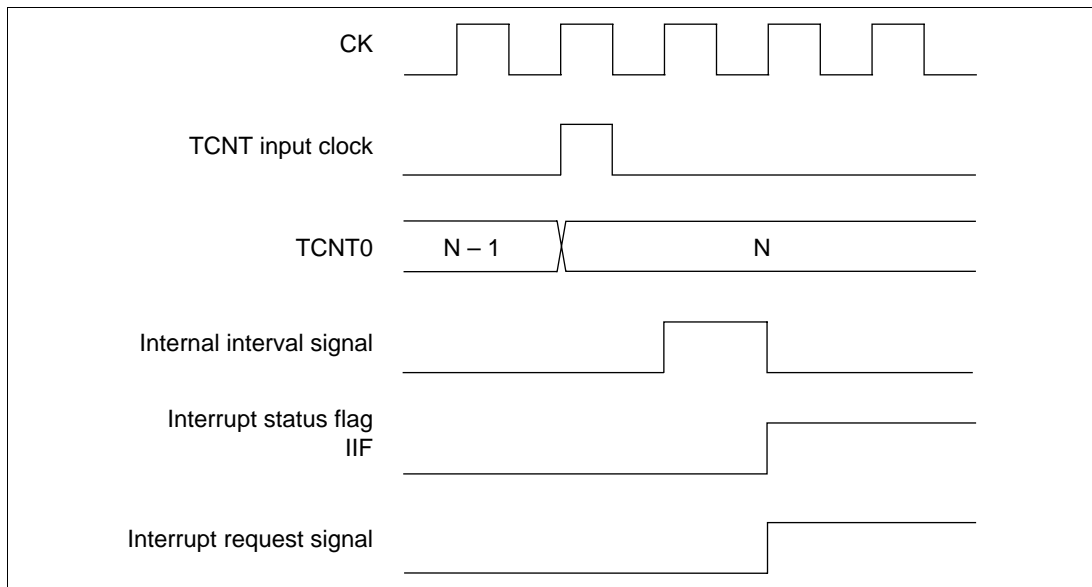 CK
TCNT input clock
TCNT0
N – 1
N
Internal interval signal
Interrupt status flag
IIF
Interrupt request signal